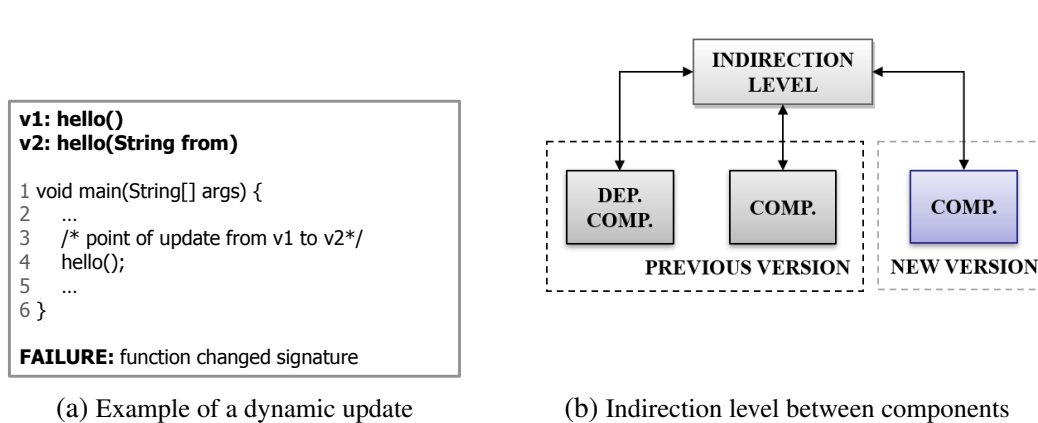 v1: hello()
v2: hello(String from)
1 void main(String[] args) {
2 ...
3 /* point of update from v1 to v2*/
4 hello();
5 ...
6 }
FAILURE: function changed signature
(a) Example of a dynamic update
INDIRECTION
LEVEL
DEP.
COMP.
COMP.
COMP.
PREVIOUS VERSION
NEW VERSION
(b) Indirection level between components